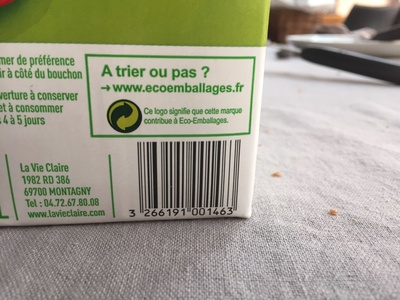 mer de préférence
ir à côté du bouchon
verture à conserver
et à consommer
s 4 à 5 jours
A trier ou pas ?
→www.ecoemballages.fr
Ce logo signifie que cette marque
contribue à Eco-Emballages.
La Vie Claire
1982 RD 386
69700 MONTAGNY
Tel : 04.72.67.80.08
www.lavieclaire.com
L
3 266191 001463